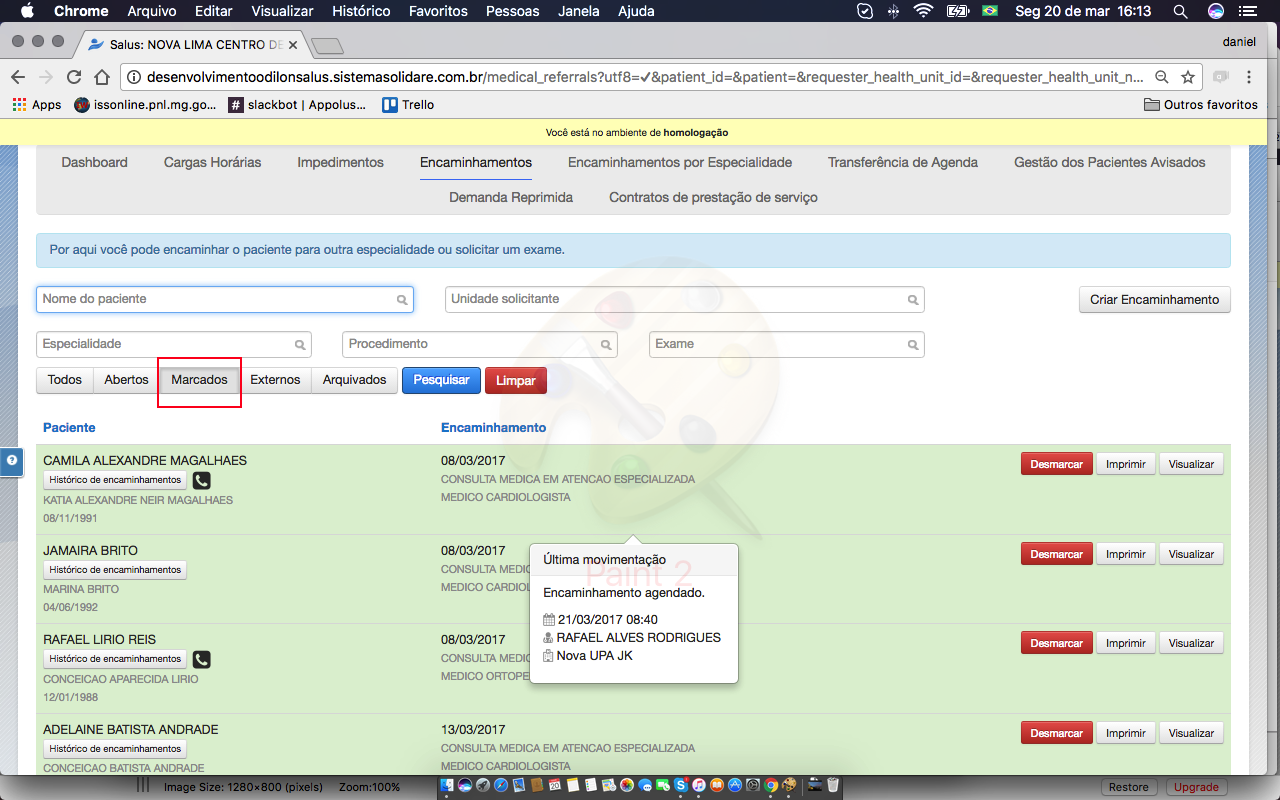 Chrome Arquivo Editar Visualizar Histórico Favoritos Pessoas Janela Ajuda Seg 20 de mar 16:13
Salus: NOVA LIMA CENTRO DE daniel
desenvolvimentoodilonsalus.sistemasolidare.com.br/medical_referrals?utf8=✓&patient_id=&patient=&requester_health_unit_id=&requester_health_unit_n...
Apps issonline.pnl.mg.go... slackbot | Appolus... Trello Outros favoritos
Você está no ambiente de homologação
Dashboard Cargas Horárias Impedimentos Encaminhamentos Encaminhamentos por Especialidade Transferência de Agenda Gestão dos Pacientes Avisados
Demanda Reprimida Contratos de prestação de serviço
Por aqui você pode encaminhar o paciente para outra especialidade ou solicitar um exame.
Nome do paciente Unidade solicitante Criar Encaminhamento
Especialidade Procedimento Exame
Todos Abertos Marcados Externos Arquivados Pesquisar Limpar
Paciente Encaminhamento
CAMILA ALEXANDRE MAGALHAES 08/03/2017 Desmarcar Imprimir Visualizar
Histórico de encaminhamentos CONSULTA MEDICA EM ATENCAO ESPECIALIZADA
KATIA ALEXANDRE NEIR MAGALHAES MEDICO CARDIOLOGISTA
08/11/1991
JAMAIRA BRITO 08/03/2017 Desmarcar Imprimir Visualizar
Histórico de encaminhamentos CONSULTA MEDIC
MARINA BRITO MEDICO CARDIOL
04/06/1992
Última movimentação
Paint 2
Encaminhamento agendado.
21/03/2017 08:40
RAFAEL ALVES RODRIGUES
Nova UPA JK
RAFAEL LIRIO REIS 08/03/2017 Desmarcar Imprimir Visualizar
Histórico de encaminhamentos CONSULTA MEDIC
CONCEICAO APARECIDA LIRIO MEDICO ORTOPE
12/01/1988
ADELAINE BATISTA ANDRADE 13/03/2017 Desmarcar Imprimir Visualizar
Histórico de encaminhamentos CONSULTA MEDICA EM ATENCAO ESPECIALIZADA
CONCEICAO BATISTA ANDRADE MEDICO CARDIOLOGISTA
Image Size: 1280×800 (pixels) Zoom:100% 20 Restore Upgrade